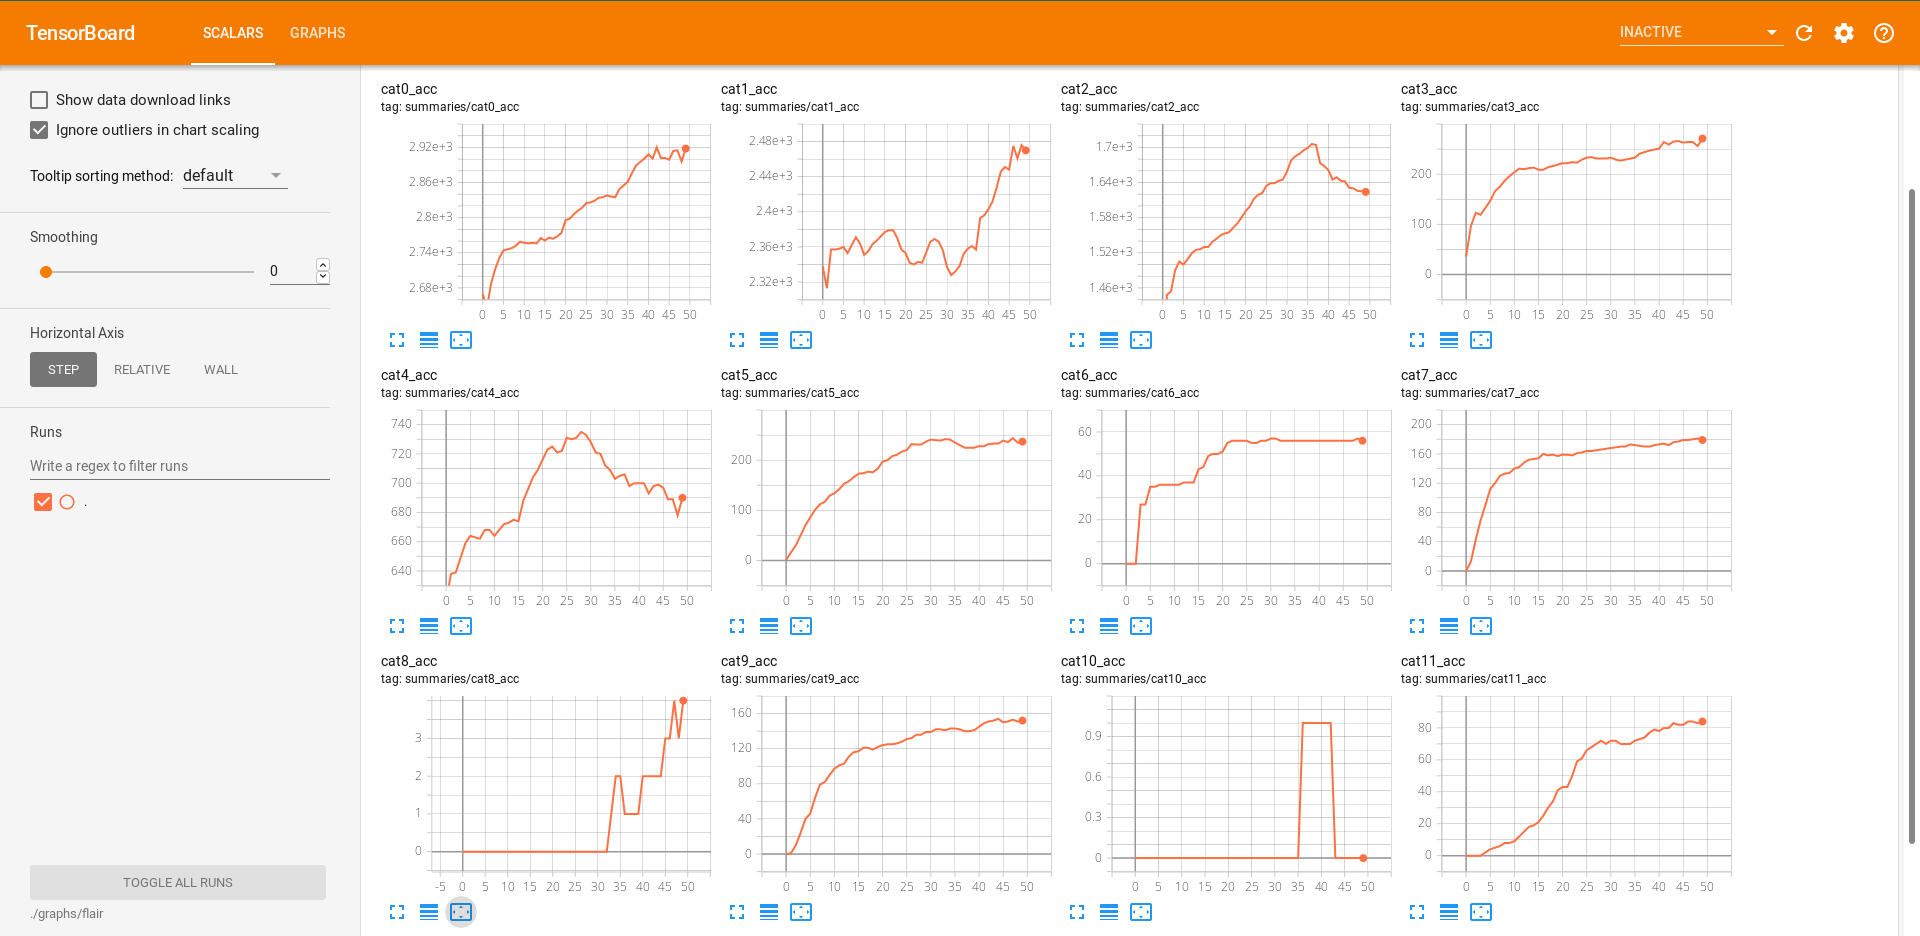 TensorBoard SCALARS GRAPHS INACTIVE
Show data download links
Ignore outliers in chart scaling
Tooltip sorting method: default
Smoothing
0
Horizontal Axis
STEP RELATIVE WALL
Runs
Write a regex to filter runs
.
TOGGLE ALL RUNS
./graphs/flair
cat0_acc
tag: summaries/cat0_acc
2.92e+3
2.86e+3
2.8e+3
2.74e+3
2.68e+3
0 5 10 15 20 25 30 35 40 45 50
cat1_acc
tag: summaries/cat1_acc
2.48e+3
2.44e+3
2.4e+3
2.36e+3
2.32e+3
0 5 10 15 20 25 30 35 40 45 50
cat2_acc
tag: summaries/cat2_acc
1.7e+3
1.64e+3
1.58e+3
1.52e+3
1.46e+3
0 5 10 15 20 25 30 35 40 45 50
cat3_acc
tag: summaries/cat3_acc
200
100
0
0 5 10 15 20 25 30 35 40 45 50
cat4_acc
tag: summaries/cat4_acc
740
720
700
680
660
640
0 5 10 15 20 25 30 35 40 45 50
cat5_acc
tag: summaries/cat5_acc
200
100
0
0 5 10 15 20 25 30 35 40 45 50
cat6_acc
tag: summaries/cat6_acc
60
40
20
0
0 5 10 15 20 25 30 35 40 45 50
cat7_acc
tag: summaries/cat7_acc
200
160
120
80
40
0
0 5 10 15 20 25 30 35 40 45 50
cat8_acc
tag: summaries/cat8_acc
3
2
1
0
-5 0 5 10 15 20 25 30 35 40 45 50
cat9_acc
tag: summaries/cat9_acc
160
120
80
40
0
0 5 10 15 20 25 30 35 40 45 50
cat10_acc
tag: summaries/cat10_acc
0.9
0.6
0.3
0
0 5 10 15 20 25 30 35 40 45 50
cat11_acc
tag: summaries/cat11_acc
80
60
40
20
0
0 5 10 15 20 25 30 35 40 45 50